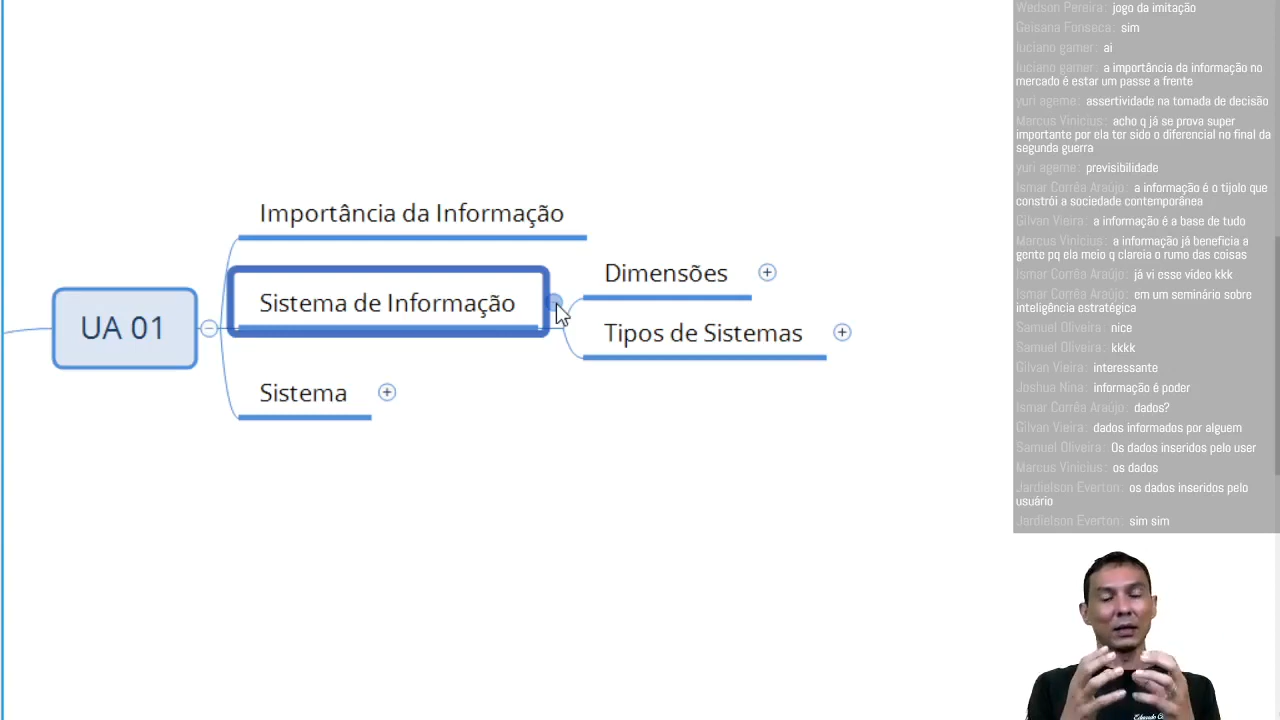 UA 01
Importância da Informação
Sistema de Informação
Sistema
Dimensões
Tipos de Sistemas
Wedson Pereira: jogo da imitação
Geisana Fonseca: sim
luciano gamer: ai
luciano gamer: a importância da informação no
mercado é estar um passe a frente
yuri ageme: assertividade na tomada de decisão
Marcus Vinicius: acho q já se prova super
importante por ela ter sido o diferencial no final da
segunda guerra
yuri ageme: previsibilidade
Ismar Corrêa Araújo: a informação é o tijolo que
constrói a sociedade contemporânea
Gilvan Vieira: a informação é a base de tudo
Marcus Vinicius: a informação já beneficia a
gente pq ela meio q clareia o rumo das coisas
Ismar Corrêa Araújo: já vi esse vídeo kkk
Ismar Corrêa Araújo: em um seminário sobre
inteligência estratégica
Samuel Oliveira: nice
Samuel Oliveira: kkkk
Gilvan Vieira: interessante
Joshua Nina: informação é poder
Ismar Corrêa Araújo: dados?
Gilvan Vieira: dados informados por alguem
Samuel Oliveira: Os dados inseridos pelo user
Marcus Vinicius: os dados
Jardielson Everton: os dados inseridos pelo
usuário
Jardielson Everton: sim sim